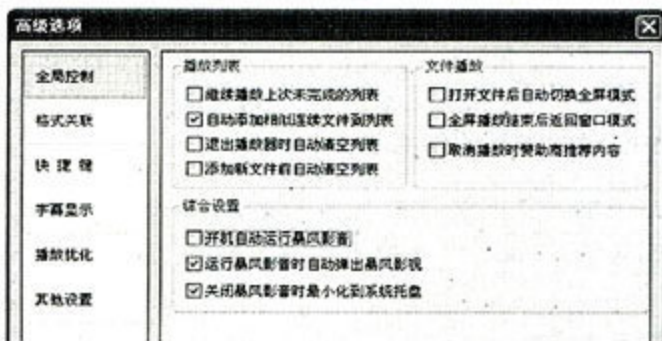 高级选项
全局控制
格式关联
快捷键
字幕显示
播放优化
其他设置
播放列表
继续播放上次未完成的列表
自动添加相似连续文件到列表
退出播放器时自动清空列表
添加新文件前自动清空列表
文件播放
打开文件后自动切换全屏模式
全屏播放结束后返回窗口模式
取消播放时赞助商推荐内容
综合设置
开机自动运行暴风影音
运行暴风影音时自动弹出暴风影视
关闭暴风影音时最小化到系统托盘